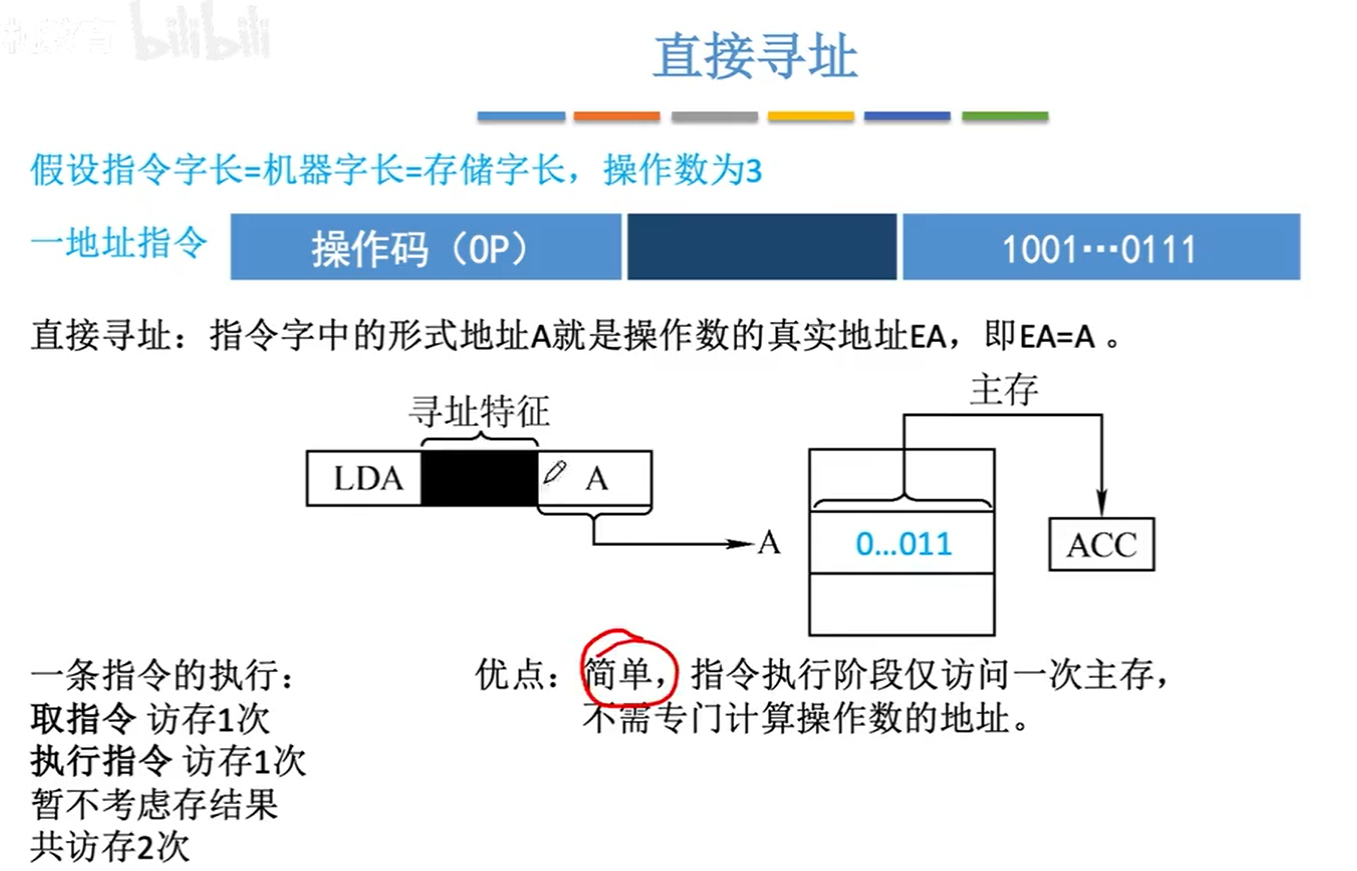 bilibili
直接寻址
假设指令字长=机器字长=存储字长，操作数为3
一地址指令
操作码（OP）
1001…0111
直接寻址：指令字中的形式地址A就是操作数的真实地址EA，即EA=A 。
寻址特征
主存
LDA
A
A
0…011
ACC
一条指令的执行：
取指令 访存1次
执行指令 访存1次
暂不考虑存结果
共访存2次
优点：简单，指令执行阶段仅访问一次主存，
不需专门计算操作数的地址。